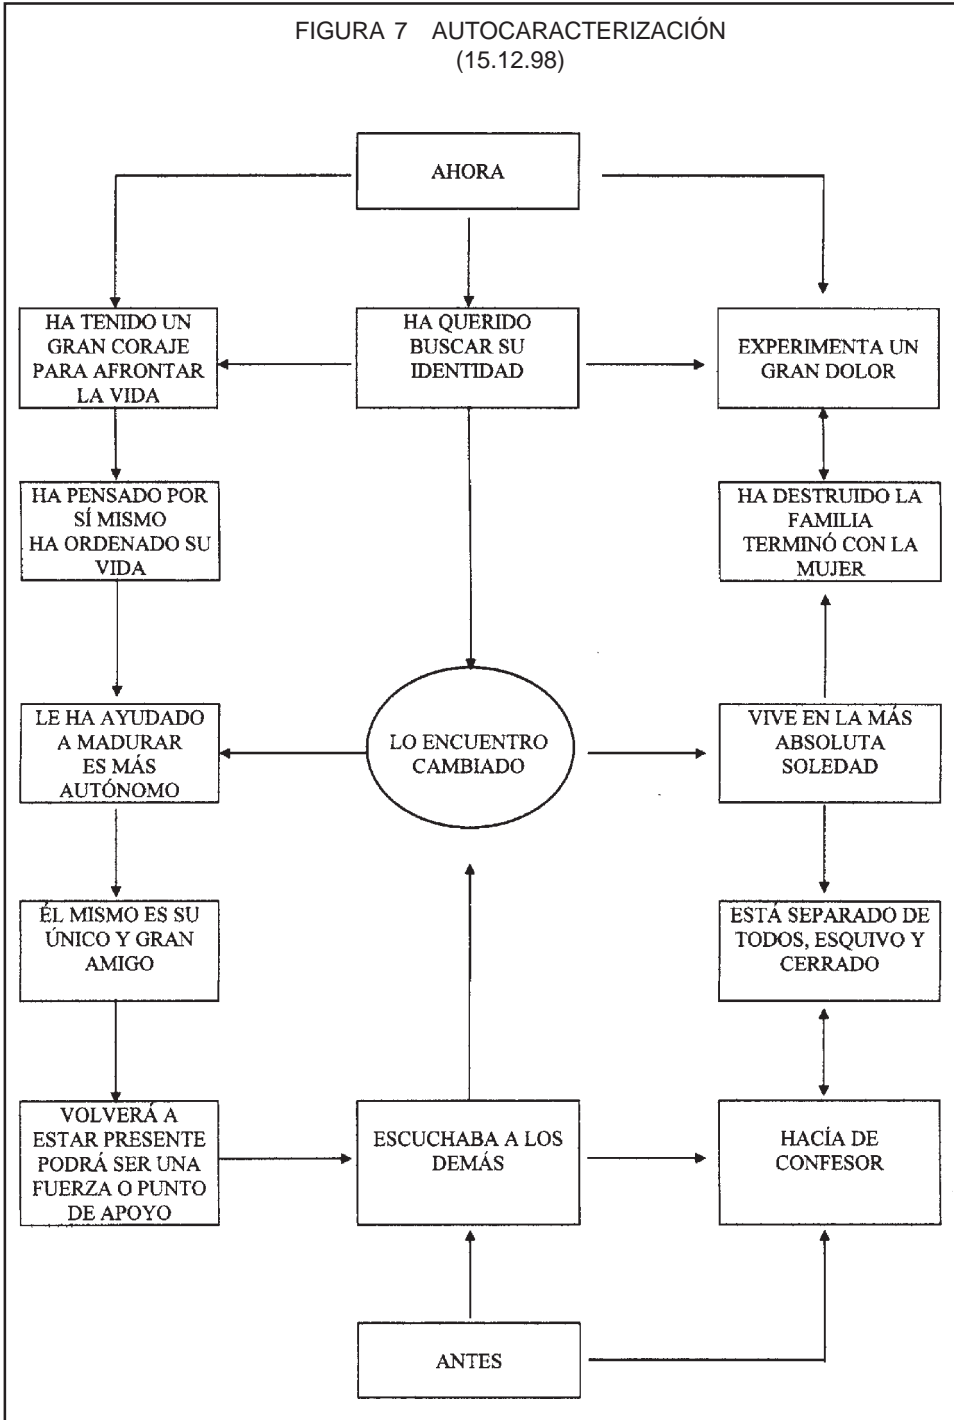 FIGURA 7 AUTOCARACTERIZACIÓN
(15.12.98)
AHORA
HA TENIDO UN
GRAN CORAJE
PARA AFRONTAR
LA VIDA
HA QUERIDO
BUSCAR SU
IDENTIDAD
EXPERIMENTA UN
GRAN DOLOR
HA PENSADO POR
SÍ MISMO
HA ORDENADO SU
VIDA
HA DESTRUIDO LA
FAMILIA
TERMINÓ CON LA
MUJER
LE HA AYUDADO
A MADURAR
ES MÁS
AUTÓNOMO
LO ENCUENTRO
CAMBIADO
VIVE EN LA MÁS
ABSOLUTA
SOLEDAD
ÉL MISMO ES SU
ÚNICO Y GRAN
AMIGO
ESTÁ SEPARADO DE
TODOS, ESQUIVO Y
CERRADO
VOLVERÁ A
ESTAR PRESENTE
PODRÁ SER UNA
FUERZA O PUNTO
DE APOYO
ESCUCHABA A LOS
DEMÁS
HACÍA DE
CONFESOR
ANTES